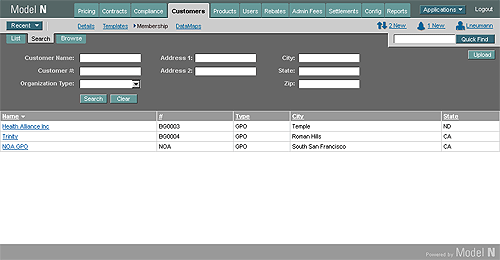 Model N
Pricing Contracts Compliance Customers Products Users Rebates Admin Fees Settlements Config Reports Applications Logout
Recent Details Templates Membership DataMaps 2 New 1 New Lneumann
List Search Browse Quick Find
Customer Name: Address 1: City: Upload
Customer #: Address 2: State:
Organization Type: Zip:
Search Clear
Name # Type City State
Health Alliance Inc BG0003 GPO Temple ND
Trinity BG0004 GPO Roman Hills CA
NOA GPO NOA GPO South San Francisco CA
Powered by Model N